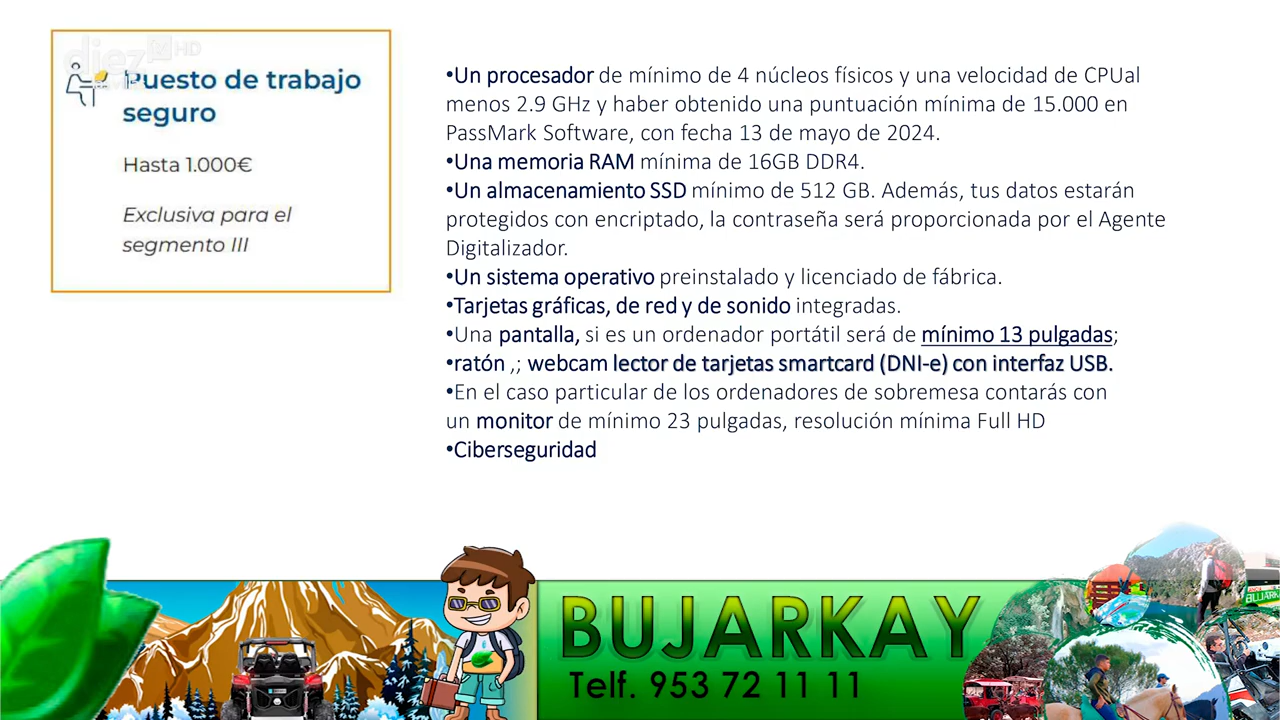 diez tv HD
Puesto de trabajo
seguro
Hasta 1.000€
Exclusiva para el
segmento III
•Un procesador de mínimo de 4 núcleos físicos y una velocidad de CPUal
menos 2.9 GHz y haber obtenido una puntuación mínima de 15.000 en
PassMark Software, con fecha 13 de mayo de 2024.
•Una memoria RAM mínima de 16GB DDR4.
•Un almacenamiento SSD mínimo de 512 GB. Además, tus datos estarán
protegidos con encriptado, la contraseña será proporcionada por el Agente
Digitalizador.
•Un sistema operativo preinstalado y licenciado de fábrica.
•Tarjetas gráficas, de red y de sonido integradas.
•Una pantalla, si es un ordenador portátil será de mínimo 13 pulgadas;
•ratón ,; webcam lector de tarjetas smartcard (DNI-e) con interfaz USB.
•En el caso particular de los ordenadores de sobremesa contarás con
un monitor de mínimo 23 pulgadas, resolución mínima Full HD
•Ciberseguridad
BUJARKAY
Telf. 953 72 11 11